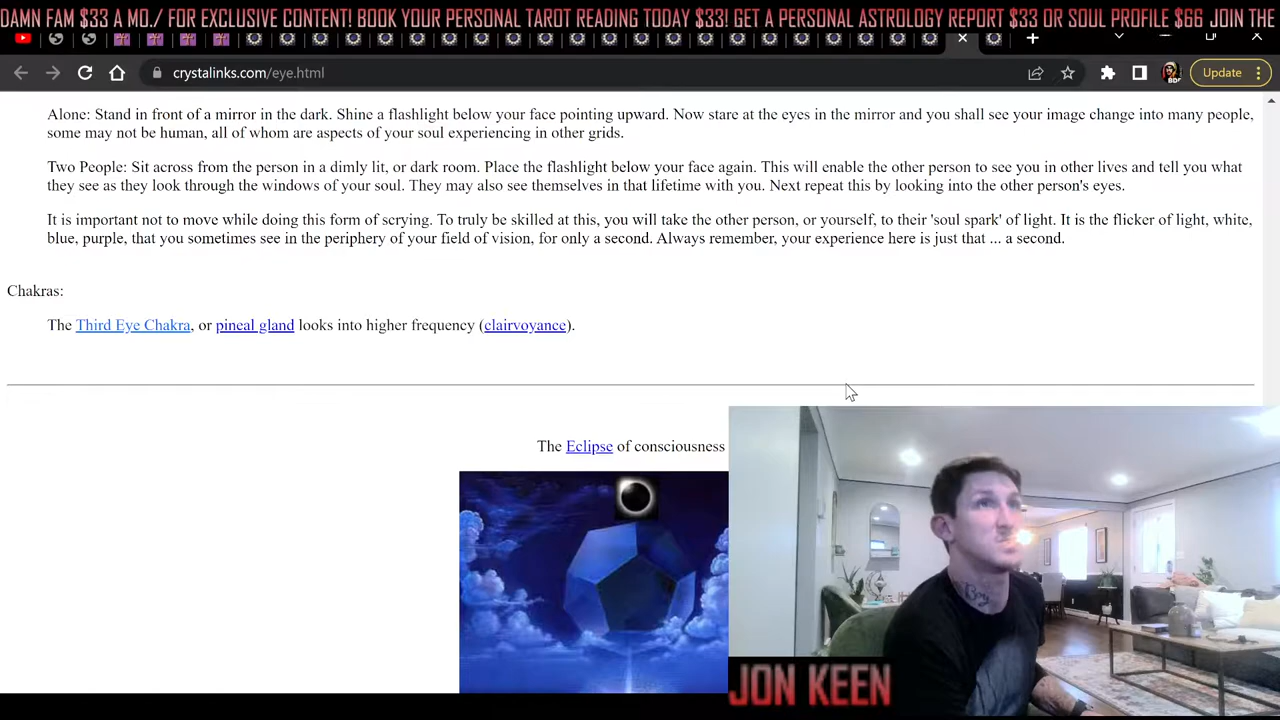 DAMN FAM $33 A MO./ FOR EXCLUSIVE CONTENT! BOOK YOUR PERSONAL TAROT READING TODAY $33! GET A PERSONAL ASTROLOGY REPORT $33 OR SOUL PROFILE $66 JOIN THE
crystalinks.com/eye.html
Update
Alone: Stand in front of a mirror in the dark. Shine a flashlight below your face pointing upward. Now stare at the eyes in the mirror and you shall see your image change into many people,
some may not be human, all of whom are aspects of your soul experiencing in other grids.
Two People: Sit across from the person in a dimly lit, or dark room. Place the flashlight below your face again. This will enable the other person to see you in other lives and tell you what
they see as they look through the windows of your soul. They may also see themselves in that lifetime with you. Next repeat this by looking into the other person's eyes.
It is important not to move while doing this form of scrying. To truly be skilled at this, you will take the other person, or yourself, to their 'soul spark' of light. It is the flicker of light, white,
blue, purple, that you sometimes see in the periphery of your field of vision, for only a second. Always remember, your experience here is just that ... a second.
Chakras:
The Third Eye Chakra, or pineal gland looks into higher frequency (clairvoyance).
The Eclipse of consciousness
JON KEEN